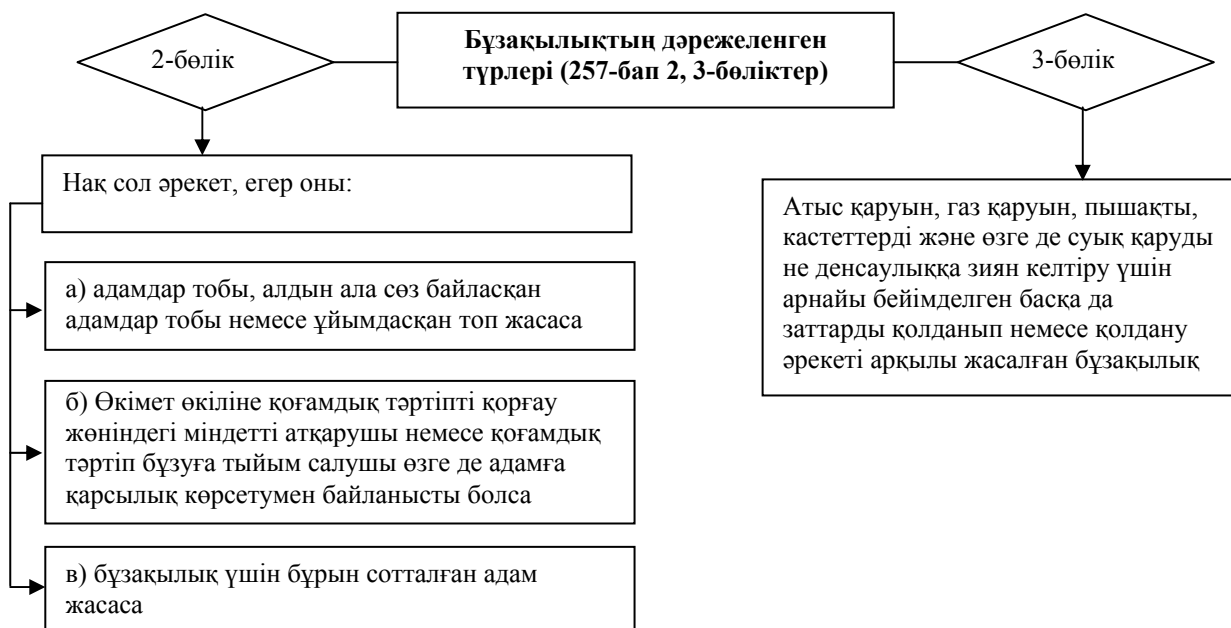 2-бөлік
Бұзақылықтың дәрежеленген
түрлері (257-бап 2, 3-бөліктер)
3-бөлік
Нақ сол әрекет, егер оны:
а) адамдар тобы, алдын ала сөз байласқан
адамдар тобы немесе ұйымдасқан топ жасаса
б) Өкімет өкіліне қоғамдық тәртіпті қорғау
жөніндегі міндетті атқарушы немесе қоғамдық
тәртіп бұзуға тыйым салушы өзге де адамға
қарсылық көрсетумен байланысты болса
в) бұзақылық үшін бұрын сотталған адам
жасаса
Атыс қаруын, газ қаруын, пышақты,
кастеттерді және өзге де суық қаруды
не денсаулыққа зиян келтіру үшін
арнайы бейімделген басқа да
заттарды қолданып немесе қолдану
әрекеті арқылы жасалған бұзақылық